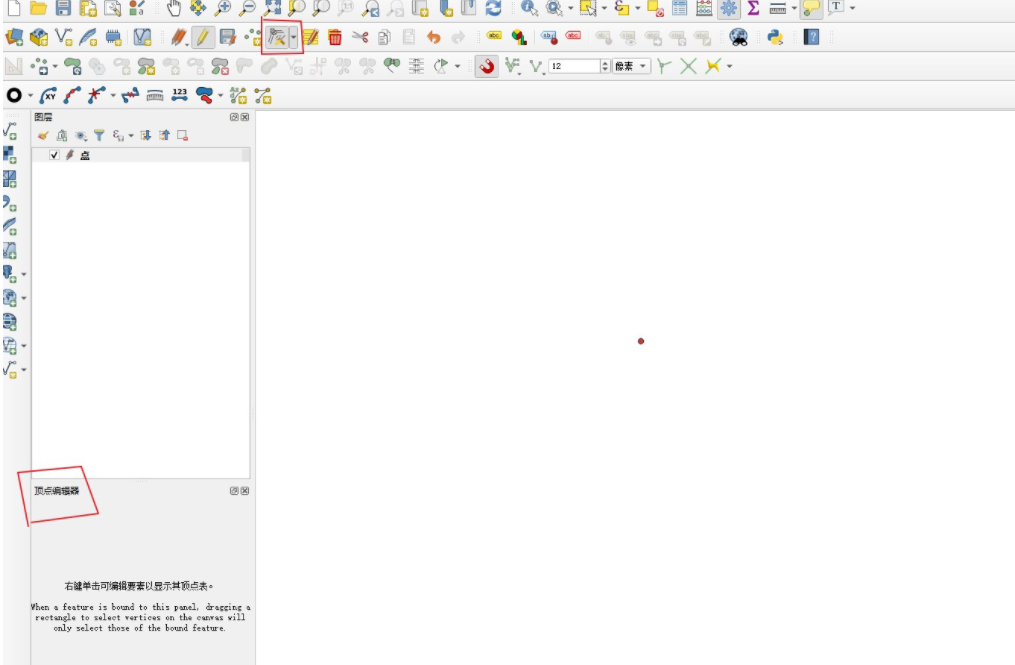 12
像素
XY
123
图层
点
顶点编辑器
右键单击可编辑要素以显示其顶点表。
When a feature is bound to this panel, dragging a
rectangle to select vertices on the canvas will
only select those of the bound feature.